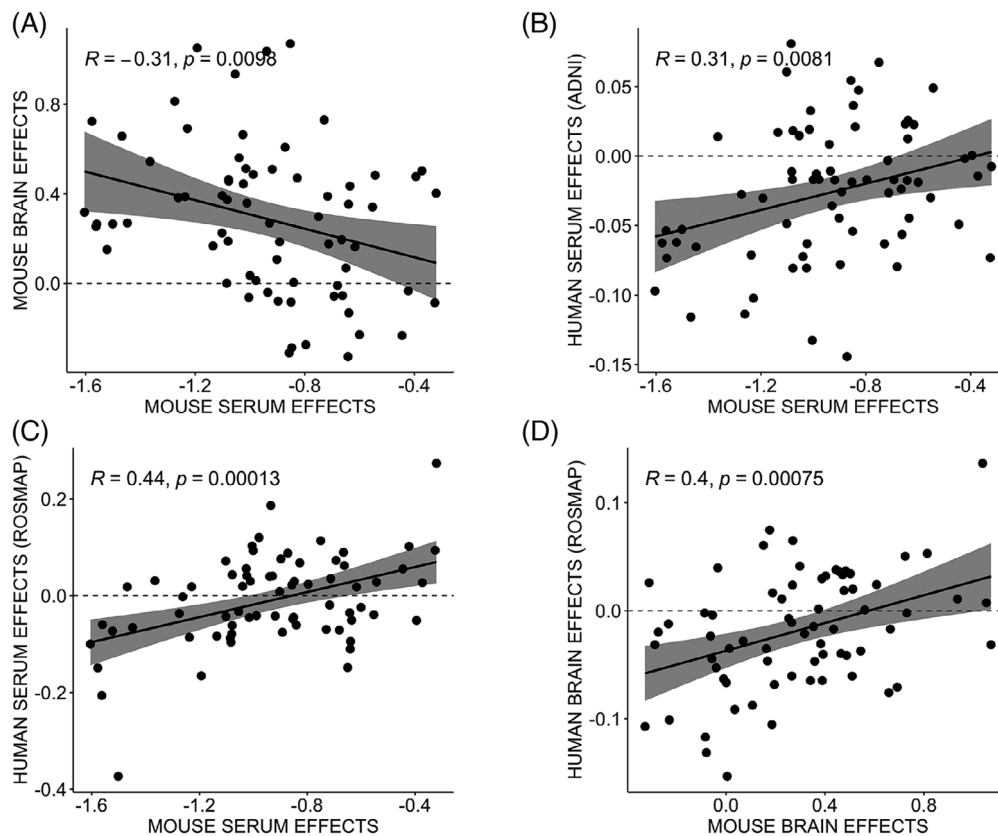 (A)
R = −0.31, p = 0.0098
MOUSE BRAIN EFFECTS
0.8
0.4
0.0
-1.6 -1.2 -0.8 -0.4
MOUSE SERUM EFFECTS
(B)
R = 0.31, p = 0.0081
HUMAN SERUM EFFECTS (ADNI)
0.05
0.00
-0.05
-0.10
-0.15
-1.6 -1.2 -0.8 -0.4
MOUSE SERUM EFFECTS
(C)
R = 0.44, p = 0.00013
HUMAN SERUM EFFECTS (ROSMAP)
0.2
0.0
-0.2
-0.4
-1.6 -1.2 -0.8 -0.4
MOUSE SERUM EFFECTS
(D)
R = 0.4, p = 0.00075
HUMAN BRAIN EFFECTS (ROSMAP)
0.1
0.0
-0.1
0.0 0.4 0.8
MOUSE BRAIN EFFECTS